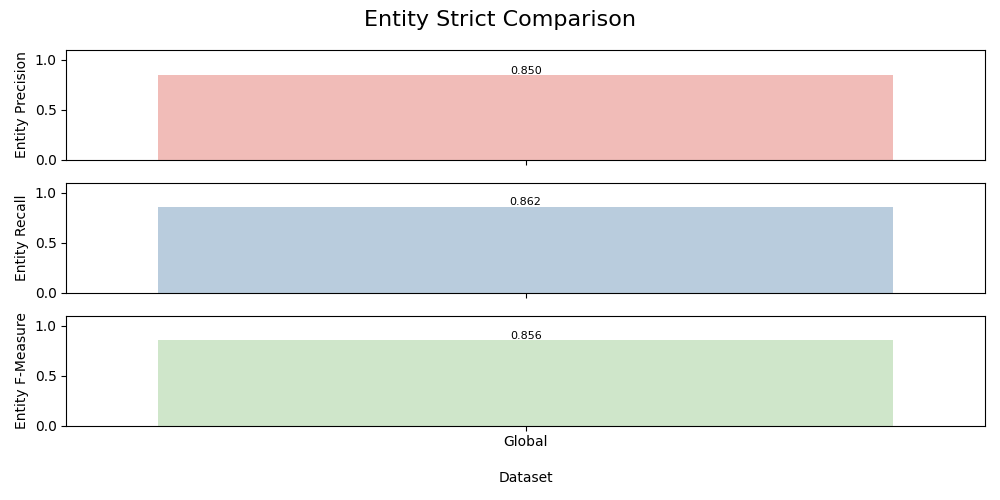 Entity Strict Comparison
Entity Precision
1.0
0.5
0.0
0.850
Entity Recall
1.0
0.5
0.0
0.862
Entity F-Measure
1.0
0.5
0.0
0.856
Global
Dataset